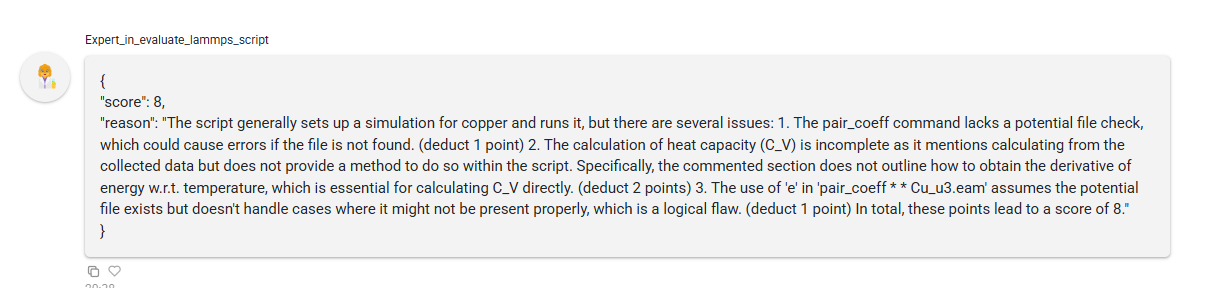 Expert_in_evaluate_lammps_script
{
"score": 8,
"reason": "The script generally sets up a simulation for copper and runs it, but there are several issues: 1. The pair_coeff command lacks a potential file check,
which could cause errors if the file is not found. (deduct 1 point) 2. The calculation of heat capacity (C_V) is incomplete as it mentions calculating from the
collected data but does not provide a method to do so within the script. Specifically, the commented section does not outline how to obtain the derivative of
energy w.r.t. temperature, which is essential for calculating C_V directly. (deduct 2 points) 3. The use of 'e' in 'pair_coeff * * Cu_u3.eam' assumes the potential
file exists but doesn't handle cases where it might not be present properly, which is a logical flaw. (deduct 1 point) In total, these points lead to a score of 8."
}